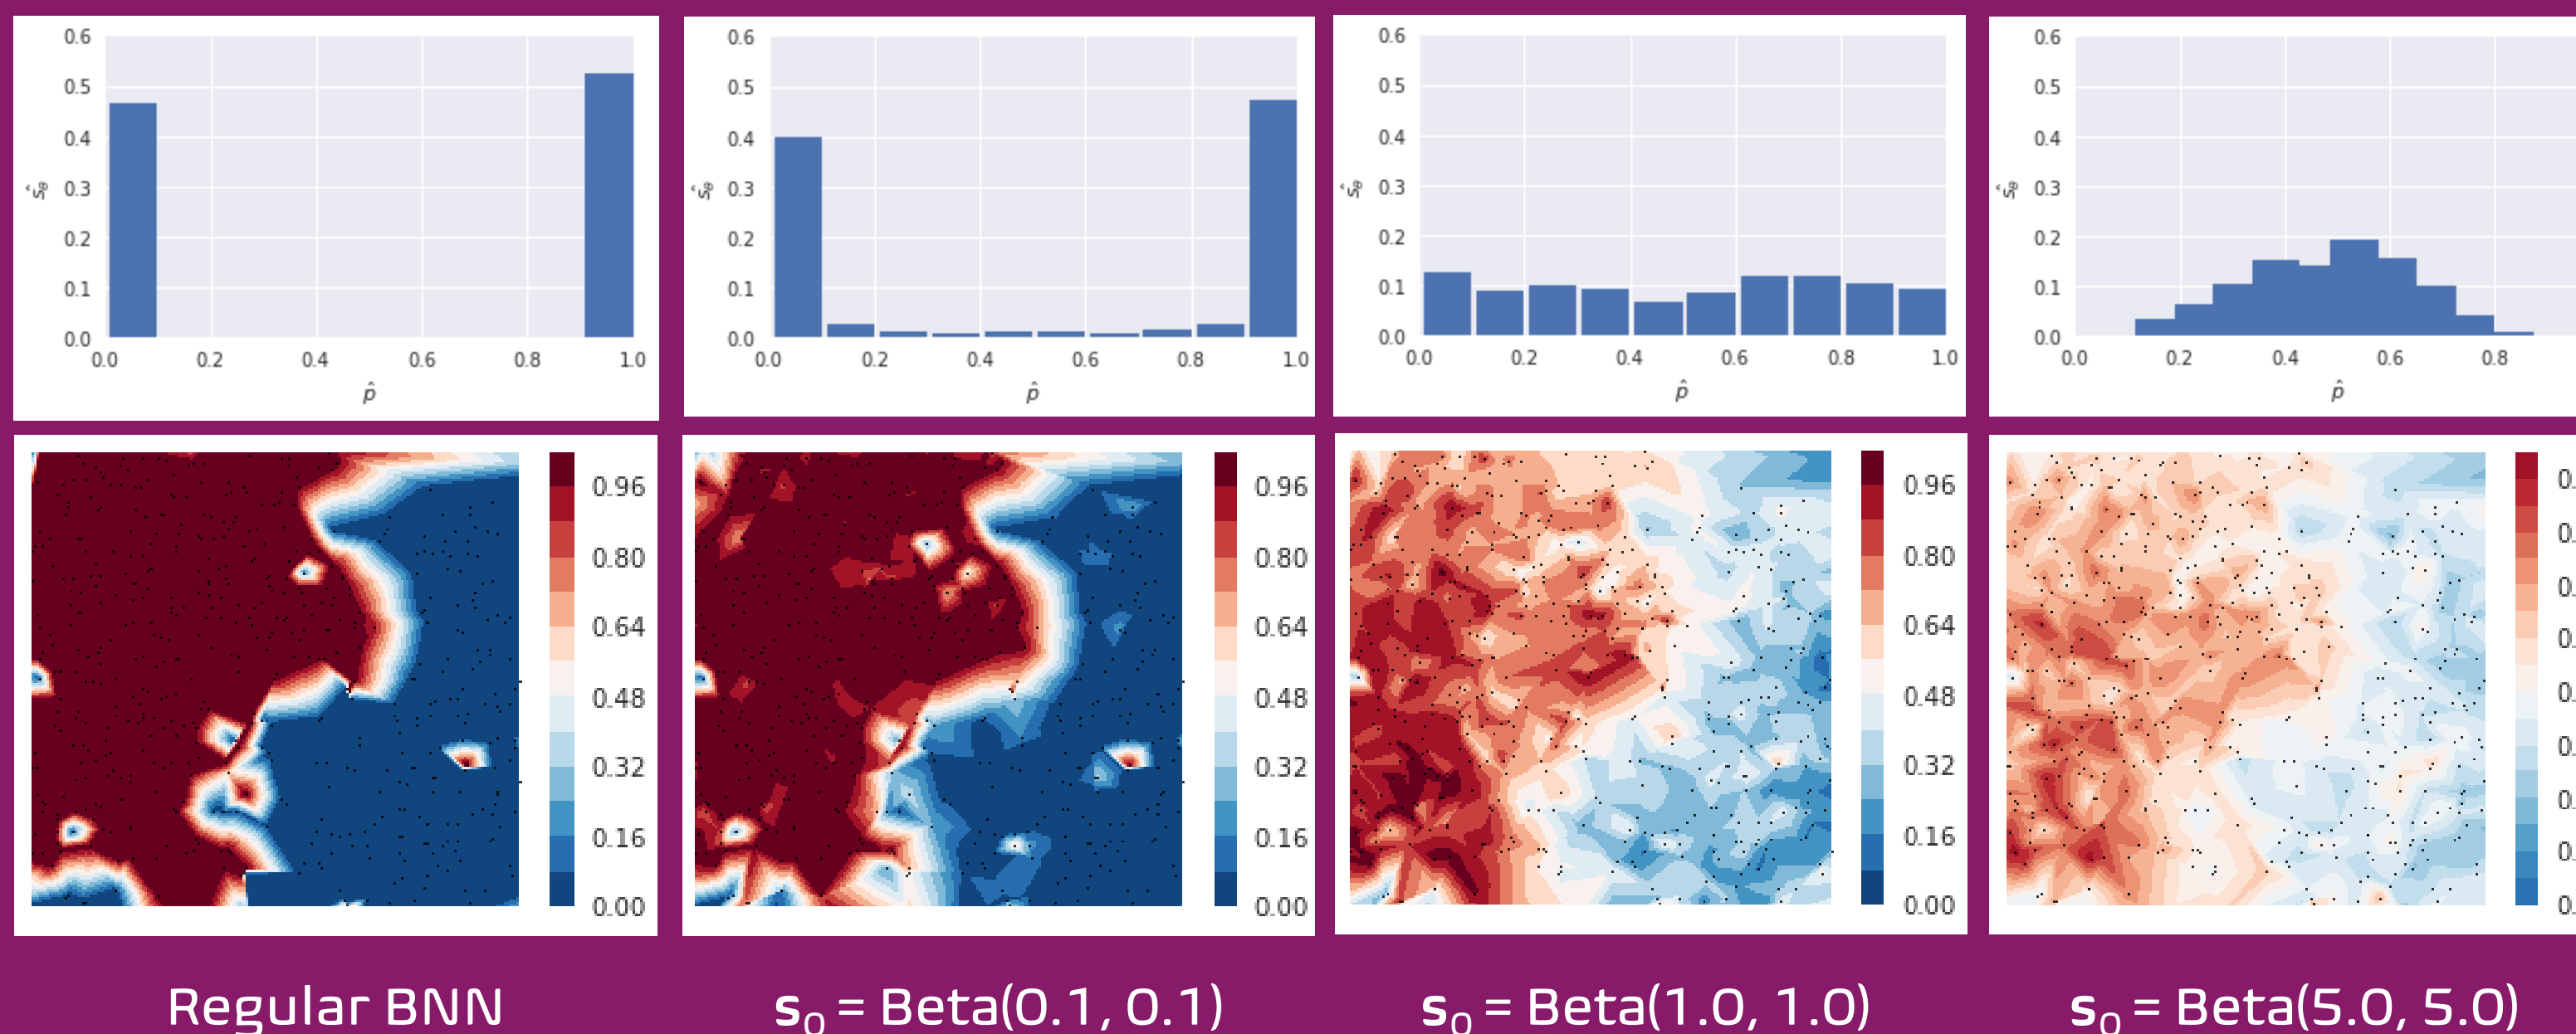 0.6 0.5 0.4 0.3 0.2 0.1 0.0
ŝθ
0.0 0.2 0.4 0.6 0.8 1.0
p̂
0.6 0.5 0.4 0.3 0.2 0.1 0.0
ŝθ
0.0 0.2 0.4 0.6 0.8 1.0
p̂
0.6 0.5 0.4 0.3 0.2 0.1 0.0
ŝθ
0.0 0.2 0.4 0.6 0.8 1.0
p̂
0.6 0.5 0.4 0.3 0.2 0.1 0.0
ŝθ
0.0 0.2 0.4 0.6 0.8
p̂
0.96 0.80 0.64 0.48 0.32 0.16 0.00
0.96 0.80 0.64 0.48 0.32 0.16 0.00
0.96 0.80 0.64 0.48 0.32 0.16 0.00
Regular BNN
s₀ = Beta(0.1, 0.1)
s₀ = Beta(1.0, 1.0)
s₀ = Beta(5.0, 5.0)